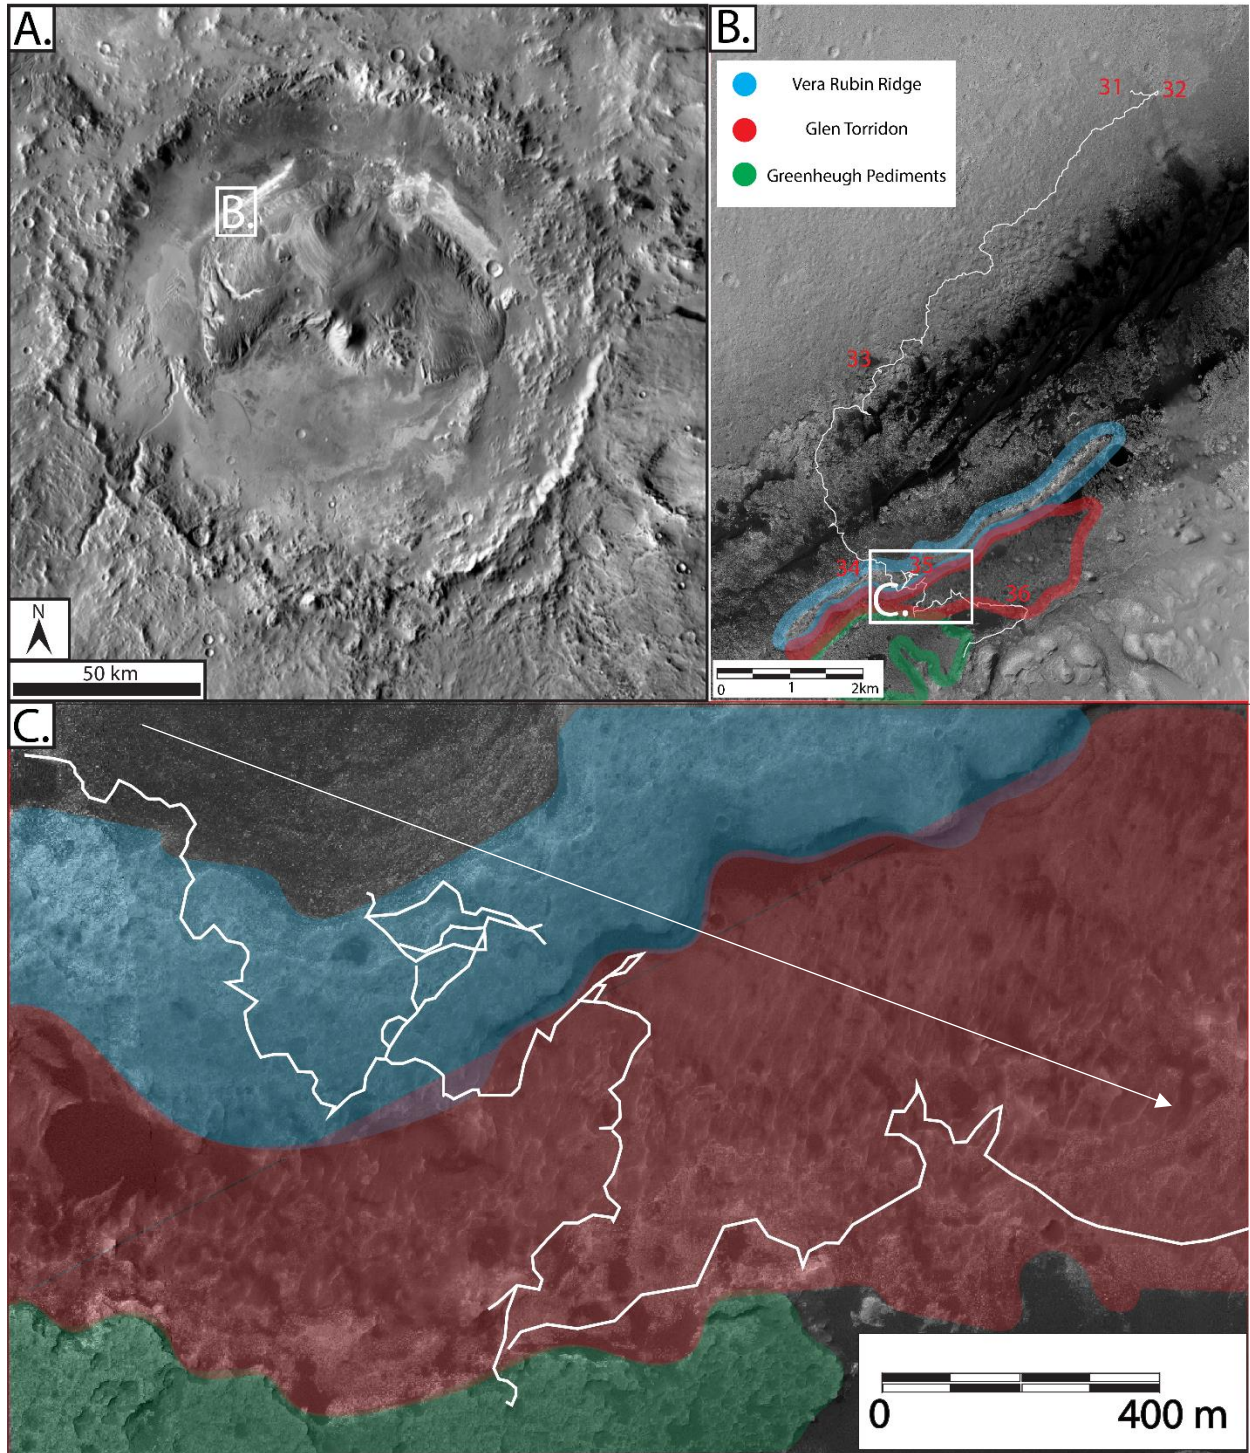 A.
B.
N
50 km
B.
Vera Rubin Ridge
Glen Torridon
Greenheugh Pediments
31 32
33
34 35
36
C.
0 1 2km
C.
0 400 m